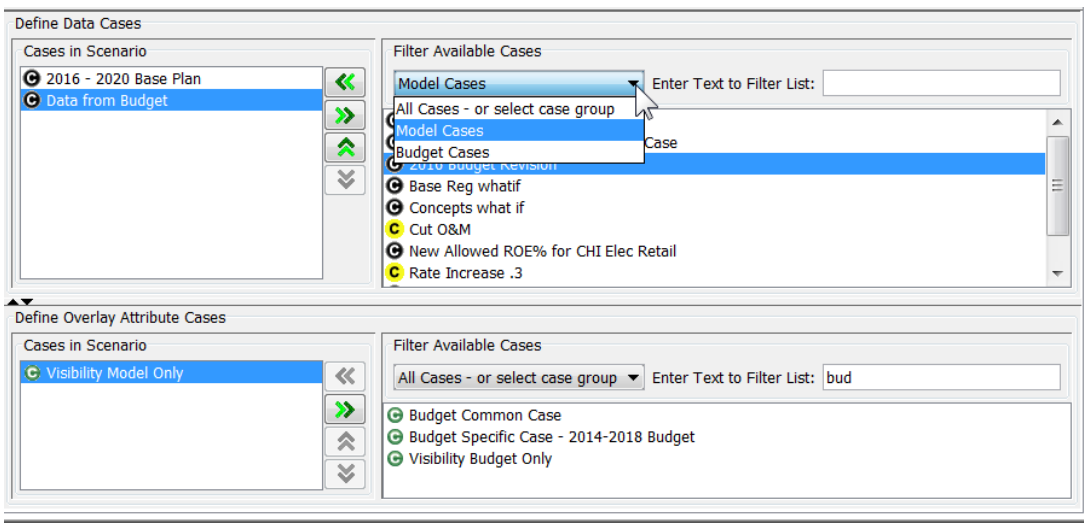 Define Data Cases
Cases in Scenario
2016 - 2020 Base Plan
Data from Budget
Filter Available Cases
Model Cases
Enter Text to Filter List:
All Cases - or select case group
Model Cases
Budget Cases
Case
2016 Budget Revision
Base Reg whatif
Concepts what if
Cut O&M
New Allowed ROE% for CHI Elec Retail
Rate Increase .3
Define Overlay Attribute Cases
Cases in Scenario
Visibility Model Only
Filter Available Cases
All Cases - or select case group
Enter Text to Filter List: bud
Budget Common Case
Budget Specific Case - 2014-2018 Budget
Visibility Budget Only